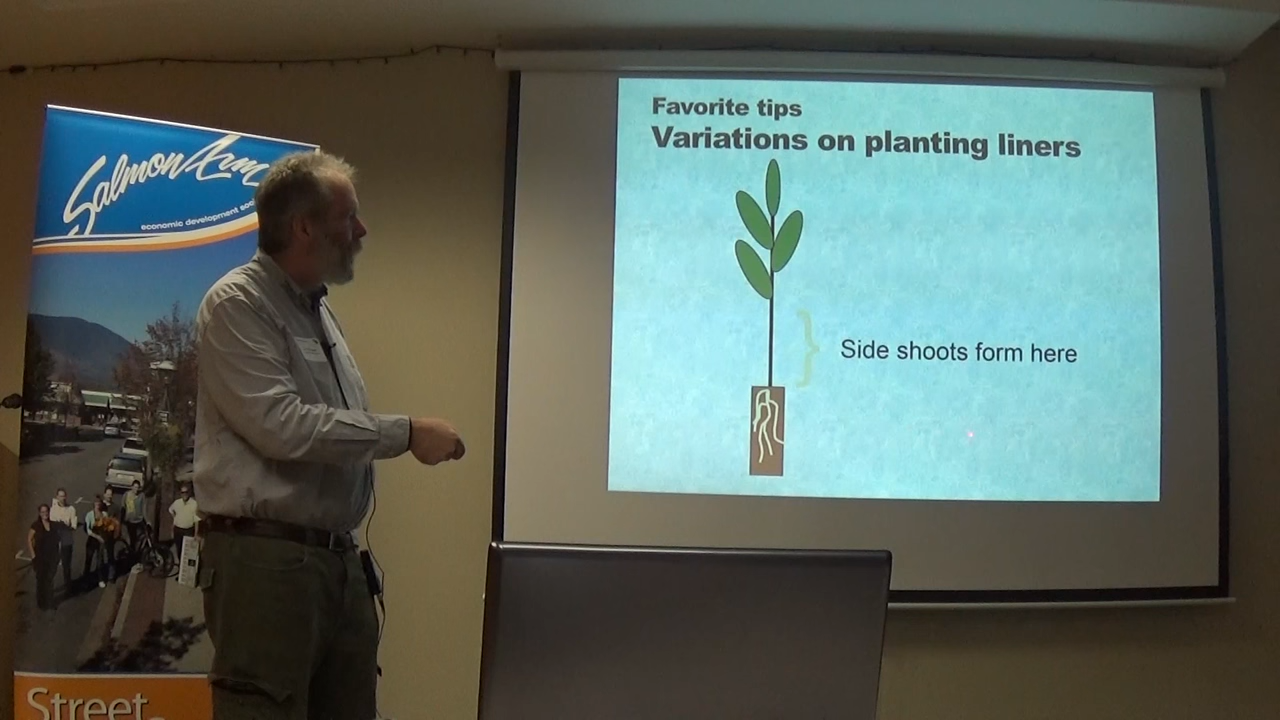 Salmon Arm
economic development
Street
Favorite tips
Variations on planting liners
Side shoots form here